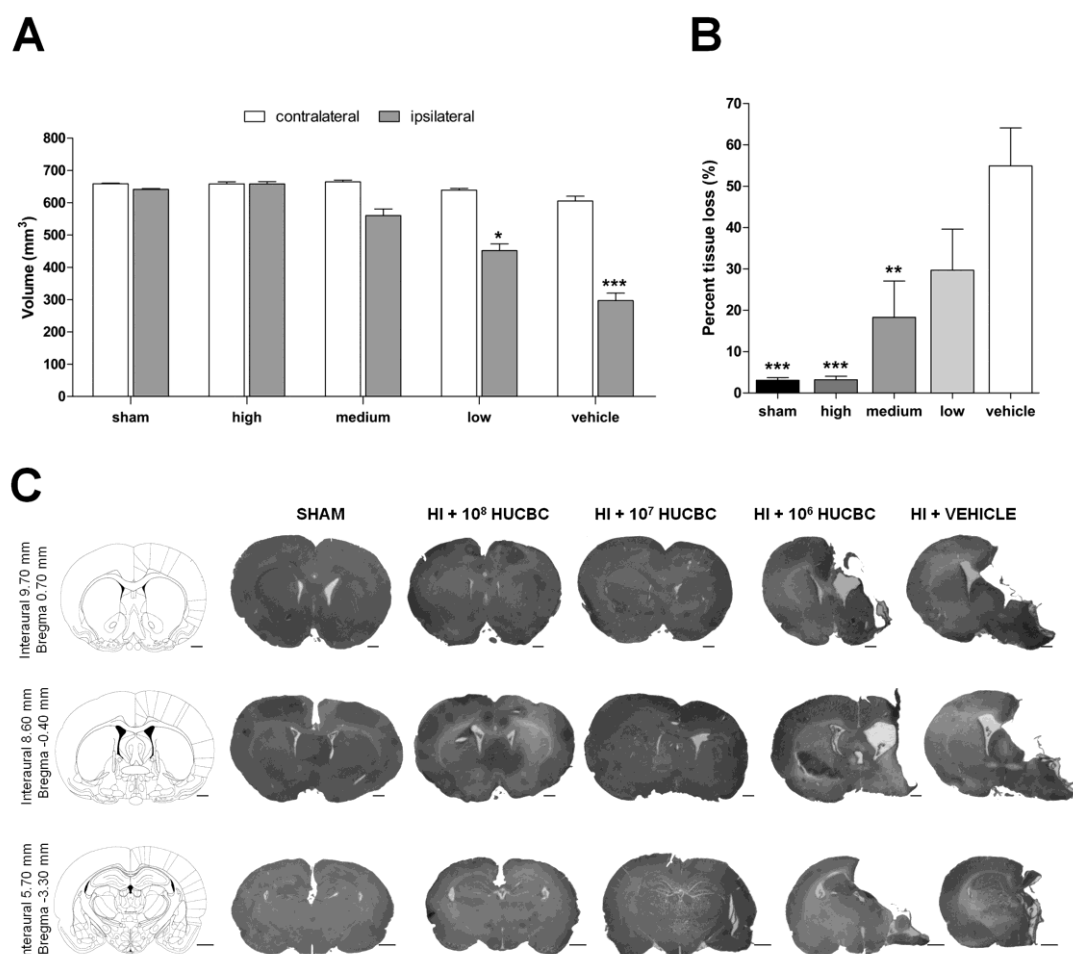 A
contralateral ipsilateral
Volume (mm³)
800
700
600
500
400
300
200
100
0
*
***
sham high medium low vehicle
B
Percent tissue loss (%)
70
60
50
40
30
20
10
0
*** *** **
sham high medium low vehicle
C
SHAM HI + 10⁸ HUCBC HI + 10⁷ HUCBC HI + 10⁶ HUCBC HI + VEHICLE
Interaural 9.70 mm
Bregma 0.70 mm
Interaural 8.60 mm
Bregma -0.40 mm
nteraural 5.70 mm
Bregma -3.30 mm